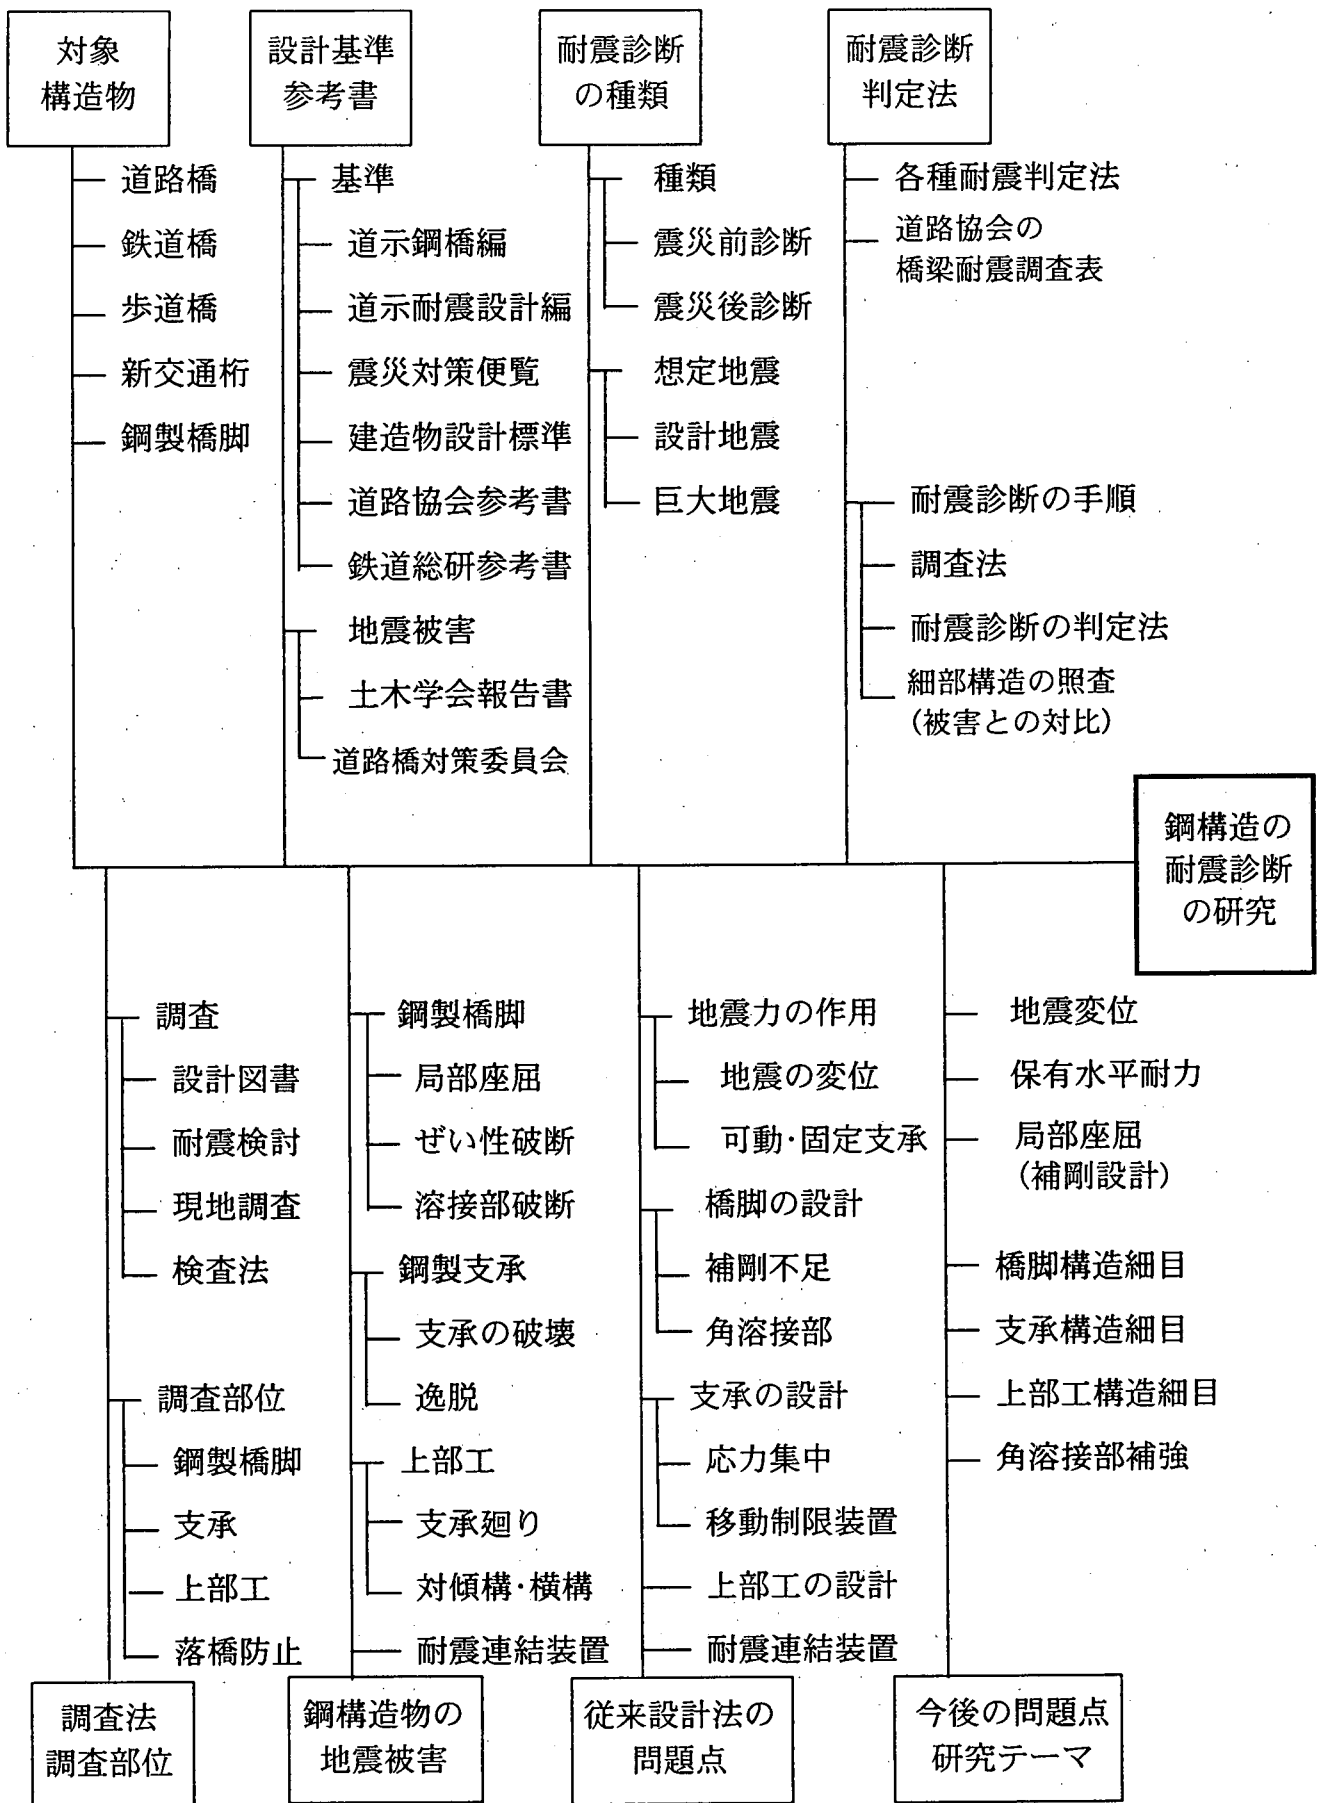 対象
構造物
道路橋
鉄道橋
歩道橋
新交通桁
鋼製橋脚
設計基準
参考書
基準
道示鋼橋編
道示耐震設計編
震災対策便覧
建造物設計標準
道路協会参考書
鉄道総研参考書
地震被害
土木学会報告書
道路橋対策委員会
耐震診断
の種類
種類
震災前診断
震災後診断
想定地震
設計地震
巨大地震
耐震診断
判定法
各種耐震判定法
道路協会の
橋梁耐震調査表
耐震診断の手順
調査法
耐震診断の判定法
細部構造の照査
(被害との対比)
鋼構造の
耐震診断
の研究
調査
設計図書
耐震検討
現地調査
検査法
調査部位
鋼製橋脚
支承
上部工
落橋防止
調査法
調査部位
鋼製橋脚
局部座屈
ぜい性破断
溶接部破断
鋼製支承
支承の破壊
逸脱
上部工
支承廻り
対傾構·横構
耐震連結装置
鋼構造物の
地震被害
地震力の作用
地震の変位
可動·固定支承
橋脚の設計
補剛不足
角溶接部
支承の設計
応力集中
移動制限装置
上部工の設計
耐震連結装置
従来設計法の
問題点
地震変位
保有水平耐力
局部座屈
(補剛設計)
橋脚構造細目
支承構造細目
上部工構造細目
角溶接部補強
今後の問題点
研究テーマ